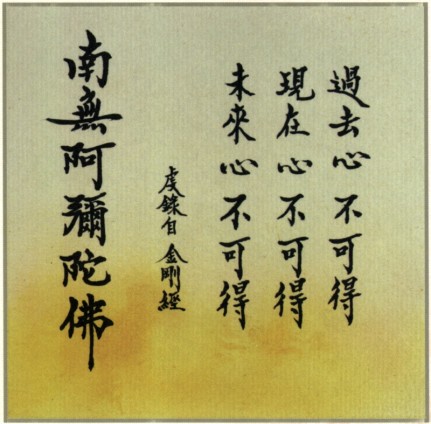 過去心不可得
現在心不可得
未來心不可得
虔錄自金剛經
南無阿彌陀佛